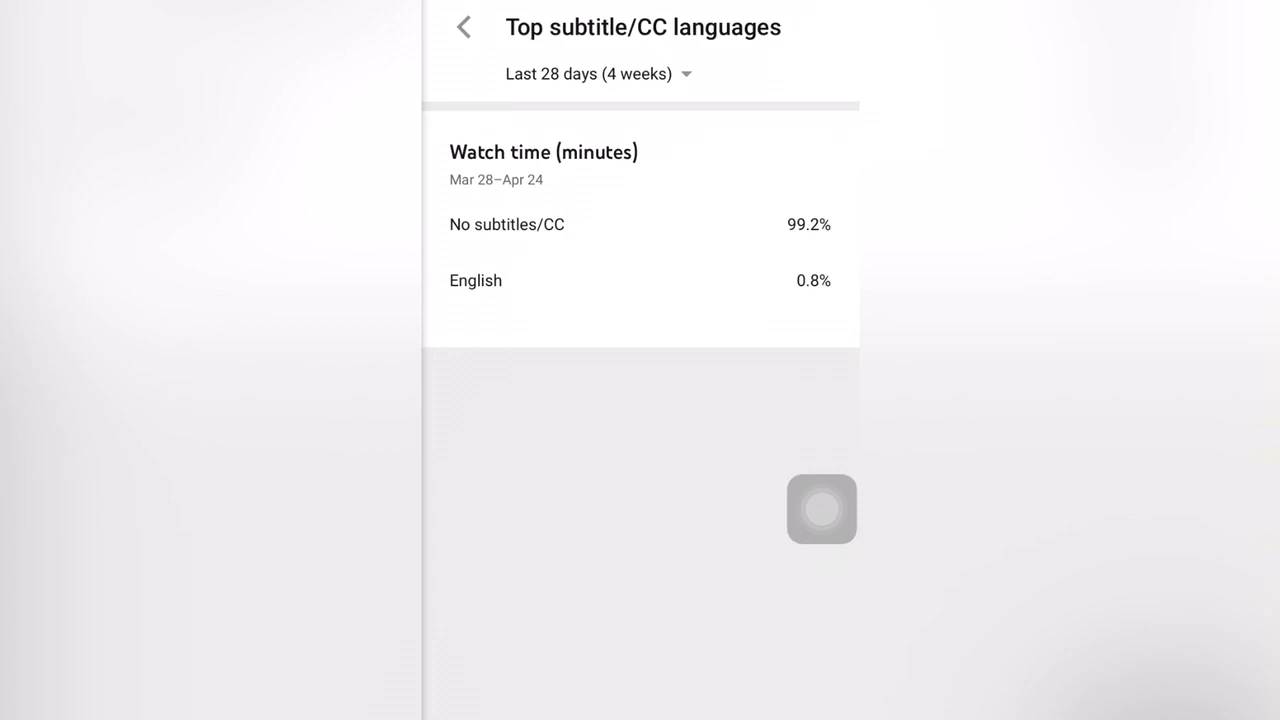 Top subtitle/CC languages
Last 28 days (4 weeks)
Watch time (minutes)
Mar 28–Apr 24
No subtitles/CC 99.2%
English 0.8%